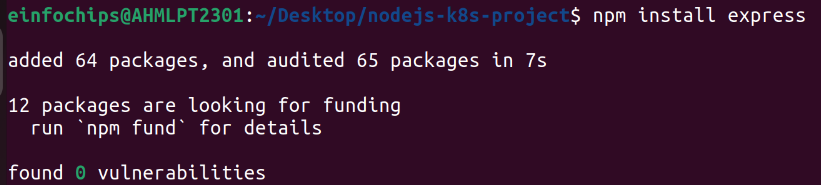 einfochips@AHMLPT2301:~/Desktop/nodejs-k8s-project$ npm install express
added 64 packages, and audited 65 packages in 7s
12 packages are looking for funding
run `npm fund` for details
found 0 vulnerabilities